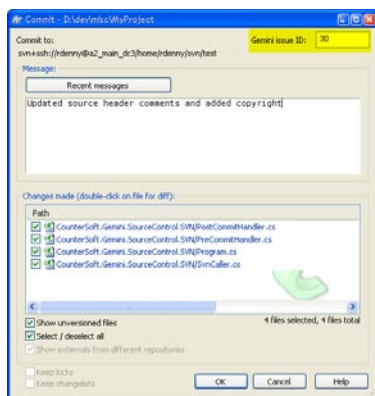 Commit - D:\dev\misc\MyProject
Commit to:
svn+ssh://rdenny@a2_main_dc3/home/rdenny/svn/test
Gemini issue ID: 30
Message:
Recent messages
Updated source header comments and added copyright
Changes made (double-click on file for diff):
Path
CounterSoft.Gemini.SourceControl.SVN/PostCommitHandler.cs
CounterSoft.Gemini.SourceControl.SVN/PreCommitHandler.cs
CounterSoft.Gemini.SourceControl.SVN/Program.cs
CounterSoft.Gemini.SourceControl.SVN/SvnCaller.cs
Show unversioned files
4 files selected, 4 files total
Select / deselect all
Show externals from different repositories
Keep locks
Keep changelists
OK
Cancel
Help